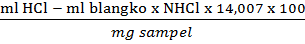 ml HCl − ml blangko x NHCl x 14,007 x 100
mg sampel